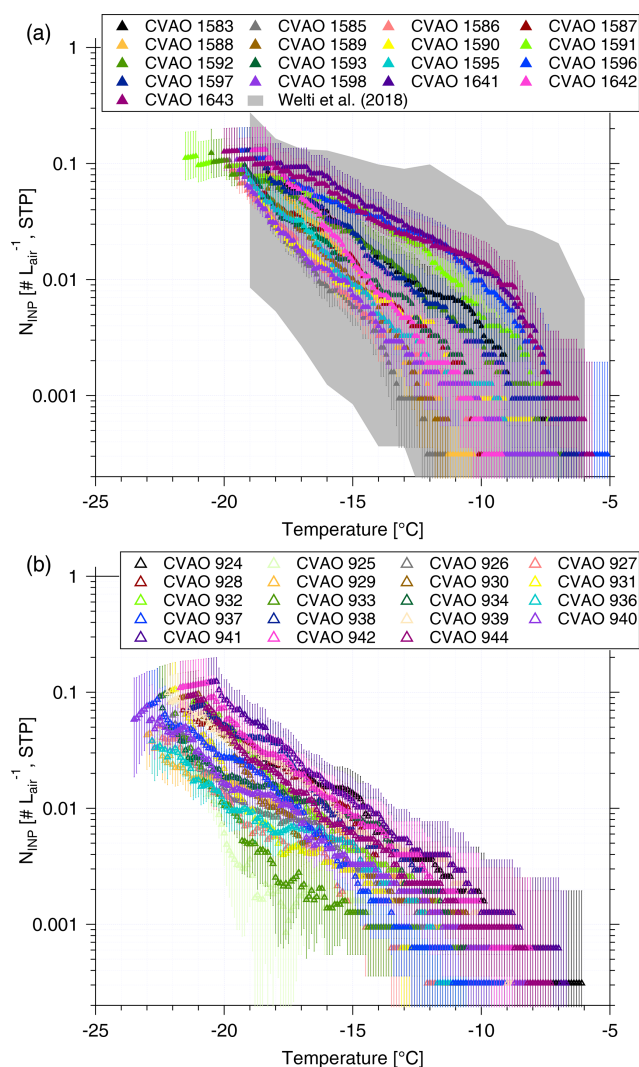 (a)
CVAO 1583 CVAO 1585 CVAO 1586 CVAO 1587
CVAO 1588 CVAO 1589 CVAO 1590 CVAO 1591
CVAO 1592 CVAO 1593 CVAO 1595 CVAO 1596
CVAO 1597 CVAO 1598 CVAO 1641 CVAO 1642
CVAO 1643 Welti et al. (2018)
1
0.1
0.01
0.001
N_INP [# L_air^-1, STP]
-25 -20 -15 -10 -5
Temperature [°C]
(b)
CVAO 924 CVAO 925 CVAO 926 CVAO 927
CVAO 928 CVAO 929 CVAO 930 CVAO 931
CVAO 932 CVAO 933 CVAO 934 CVAO 936
CVAO 937 CVAO 938 CVAO 939 CVAO 940
CVAO 941 CVAO 942 CVAO 944
1
0.1
0.01
0.001
N_INP [# L_air^-1, STP]
-25 -20 -15 -10 -5
Temperature [°C]